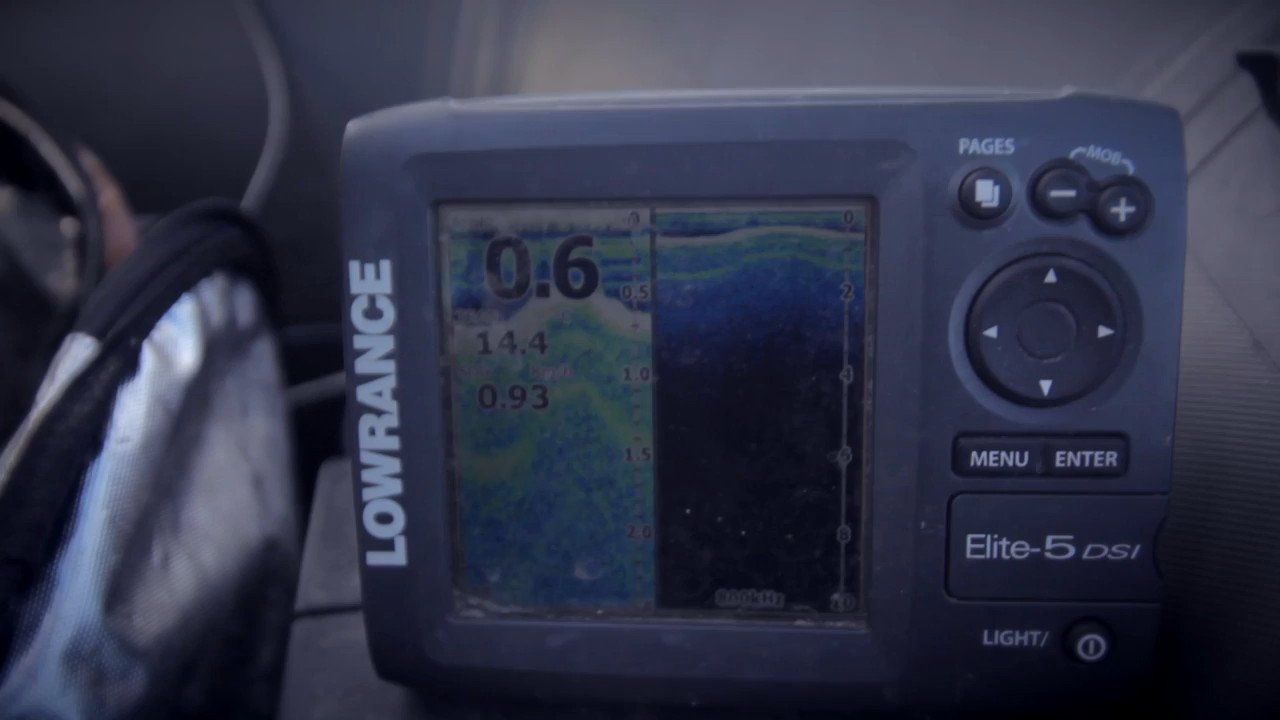 LOWRANCE
0.6
14.4
0.93
0
0.5
1.0
1.5
2.0
0
2
4
6
8
10
800kHz
PAGES
MOB
MENU
ENTER
Elite-5 DSI
LIGHT/